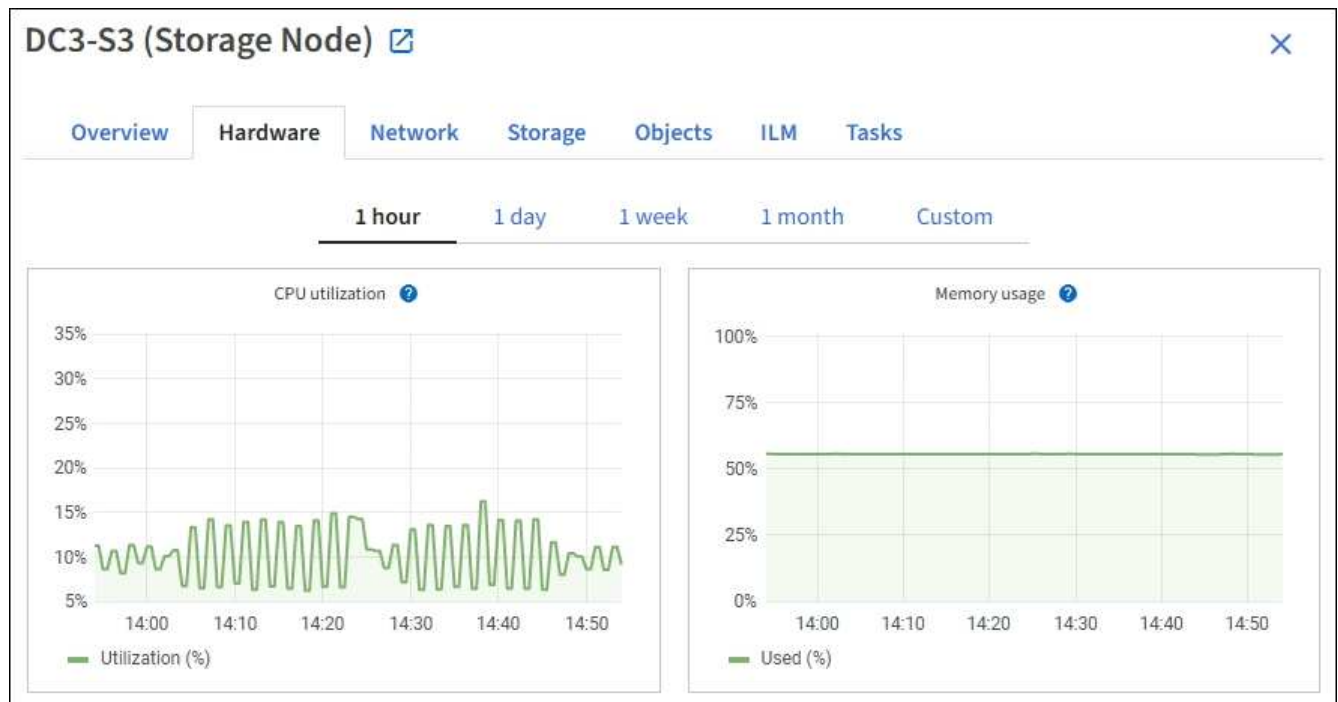 DC3-S3 (Storage Node)
Overview Hardware Network Storage Objects ILM Tasks
1 hour 1 day 1 week 1 month Custom
CPU utilization ?
35%
30%
25%
20%
15%
10%
5%
14:00 14:10 14:20 14:30 14:40 14:50
Utilization (%)
Memory usage ?
100%
75%
50%
25%
0%
14:00 14:10 14:20 14:30 14:40 14:50
Used (%)